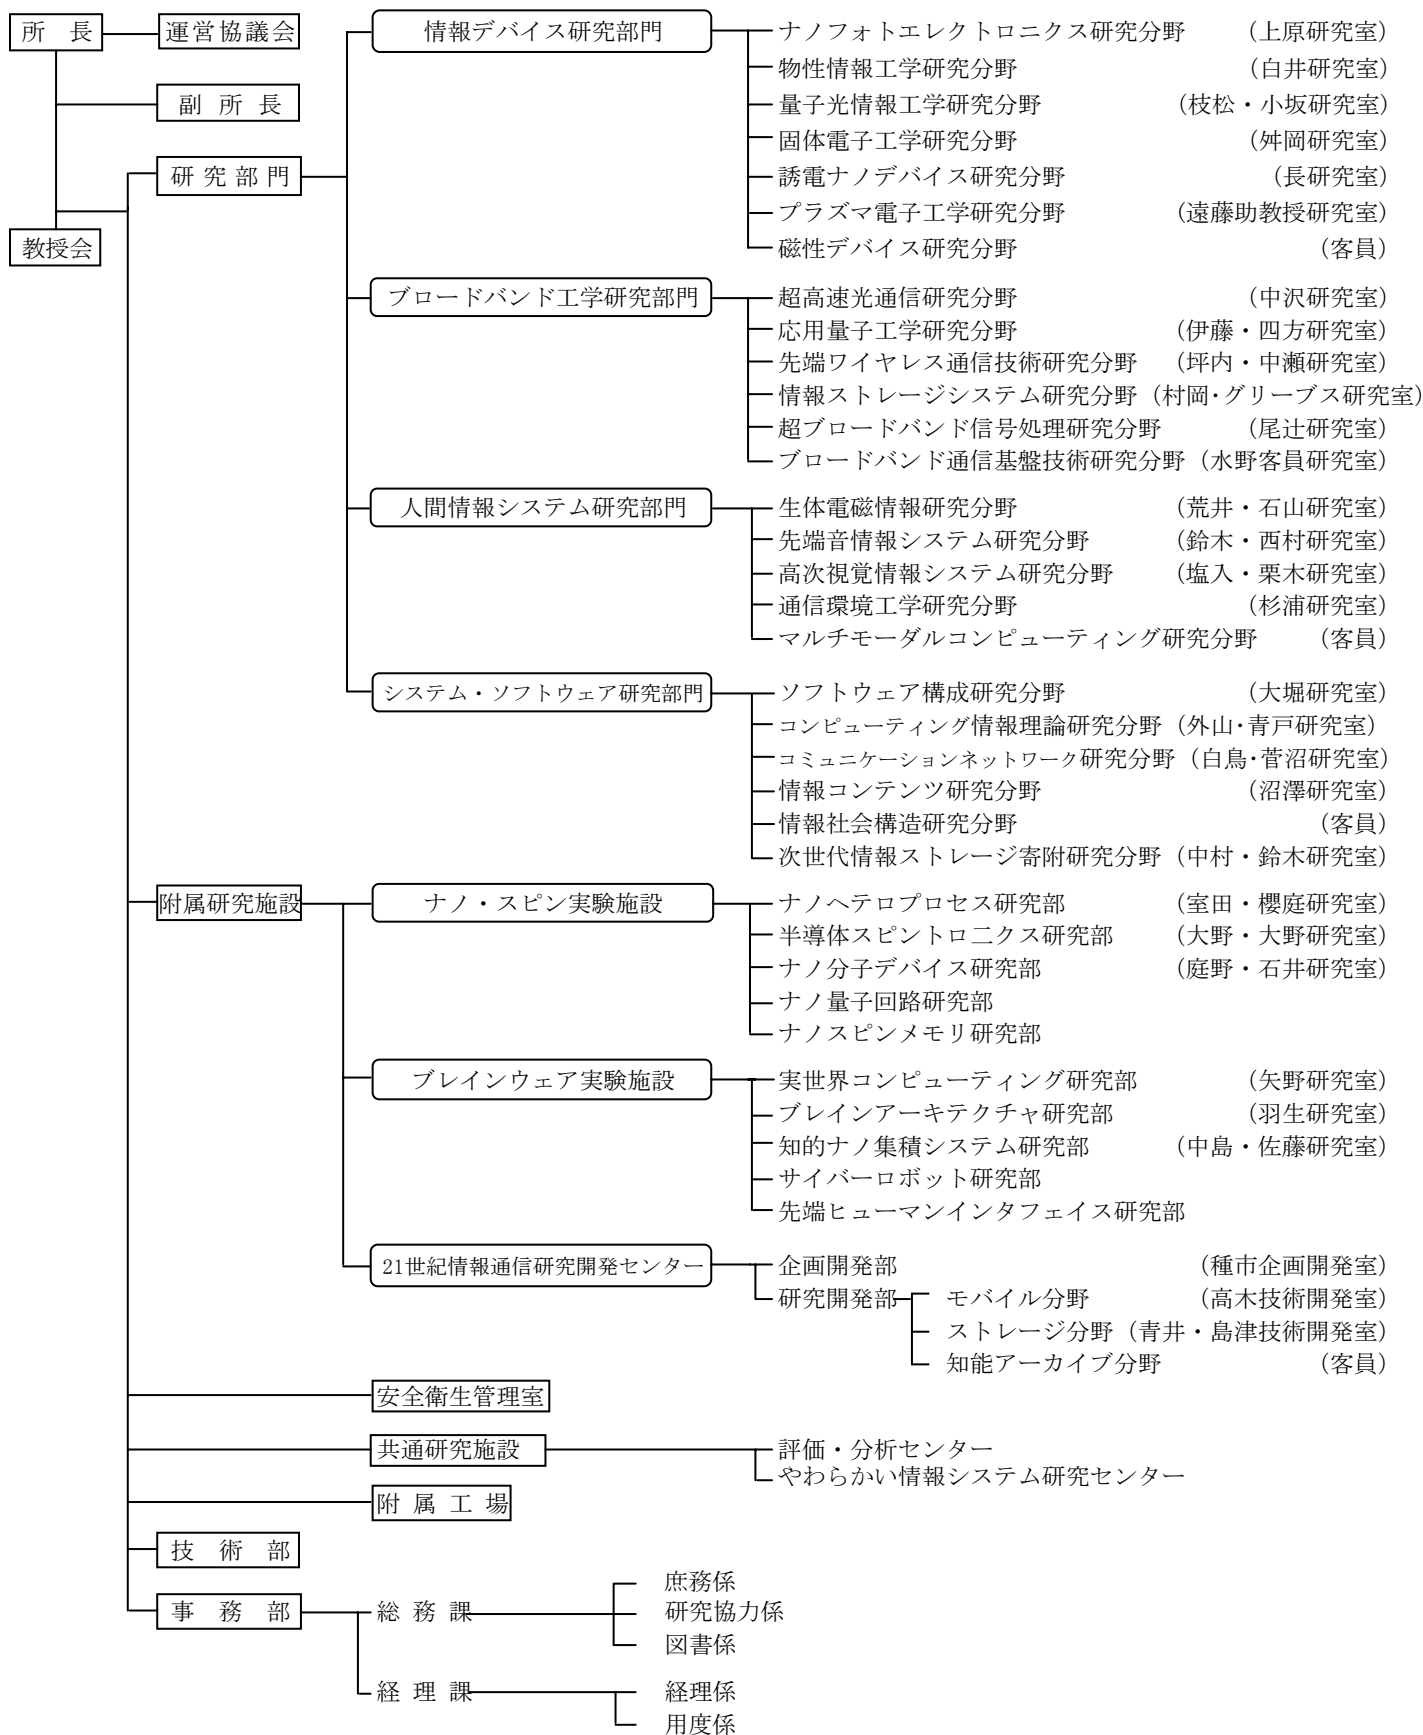 所 長
運営協議会
副 所 長
教授会
研究部門
情報デバイス研究部門
ナノフォトエレクトロニクス研究分野 (上原研究室)
物性情報工学研究分野 (白井研究室)
量子光情報工学研究分野 (枝松・小坂研究室)
固体電子工学研究分野 (舛岡研究室)
誘電ナノデバイス研究分野 (長研究室)
プラズマ電子工学研究分野 (遠藤助教授研究室)
磁性デバイス研究分野 (客員)
ブロードバンド工学研究部門
超高速光通信研究分野 (中沢研究室)
応用量子工学研究分野 (伊藤・四方研究室)
先端ワイヤレス通信技術研究分野 (坪内・中瀬研究室)
情報ストレージシステム研究分野 (村岡・グリーブス研究室)
超ブロードバンド信号処理研究分野 (尾辻研究室)
ブロードバンド通信基盤技術研究分野 (水野客員研究室)
人間情報システム研究部門
生体電磁情報研究分野 (荒井・石山研究室)
先端音情報システム研究分野 (鈴木・西村研究室)
高次視覚情報システム研究分野 (塩入・栗木研究室)
通信環境工学研究分野 (杉浦研究室)
マルチモーダルコンピューティング研究分野 (客員)
システム・ソフトウェア研究部門
ソフトウェア構成研究分野 (大堀研究室)
コンピューティング情報理論研究分野 (外山・青戸研究室)
コミュニケーションネットワーク研究分野 (白鳥・菅沼研究室)
情報コンテンツ研究分野 (沼澤研究室)
情報社会構造研究分野 (客員)
次世代情報ストレージ寄附研究分野 (中村・鈴木研究室)
附属研究施設
ナノ・スピン実験施設
ナノヘテロプロセス研究部 (室田・櫻庭研究室)
半導体スピントロニクス研究部 (大野・大野研究室)
ナノ分子デバイス研究部 (庭野・石井研究室)
ナノ量子回路研究部
ナノスピンメモリ研究部
ブレインウェア実験施設
実世界コンピューティング研究部 (矢野研究室)
ブレインアーキテクチャ研究部 (羽生研究室)
知的ナノ集積システム研究部 (中島・佐藤研究室)
サイバーロボット研究部
先端ヒューマンインタフェイス研究部
21世紀情報通信研究開発センター
企画開発部 (種市企画開発室)
研究開発部 モバイル分野 (高木技術開発室)
ストレージ分野 (青井・島津技術開発室)
知能アーカイブ分野 (客員)
安全衛生管理室
共通研究施設
評価・分析センター
やわらかい情報システム研究センター
附 属 工 場
技 術 部
事 務 部
総 務 課
庶務係
研究協力係
図書係
経 理 課
経理係
用度係